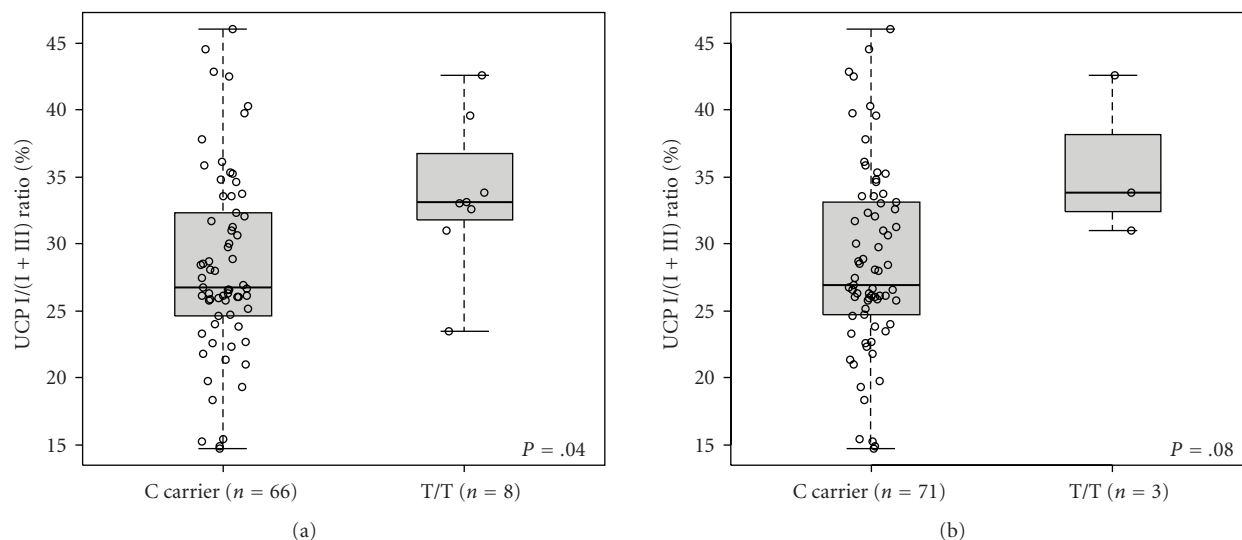 UCP I/(I + III) ratio (%)
45
40
35
30
25
20
15
P = .04
C carrier (n = 66)
T/T (n = 8)
(a)
UCP I/(I + III) ratio (%)
45
40
35
30
25
20
15
P = .08
C carrier (n = 71)
T/T (n = 3)
(b)